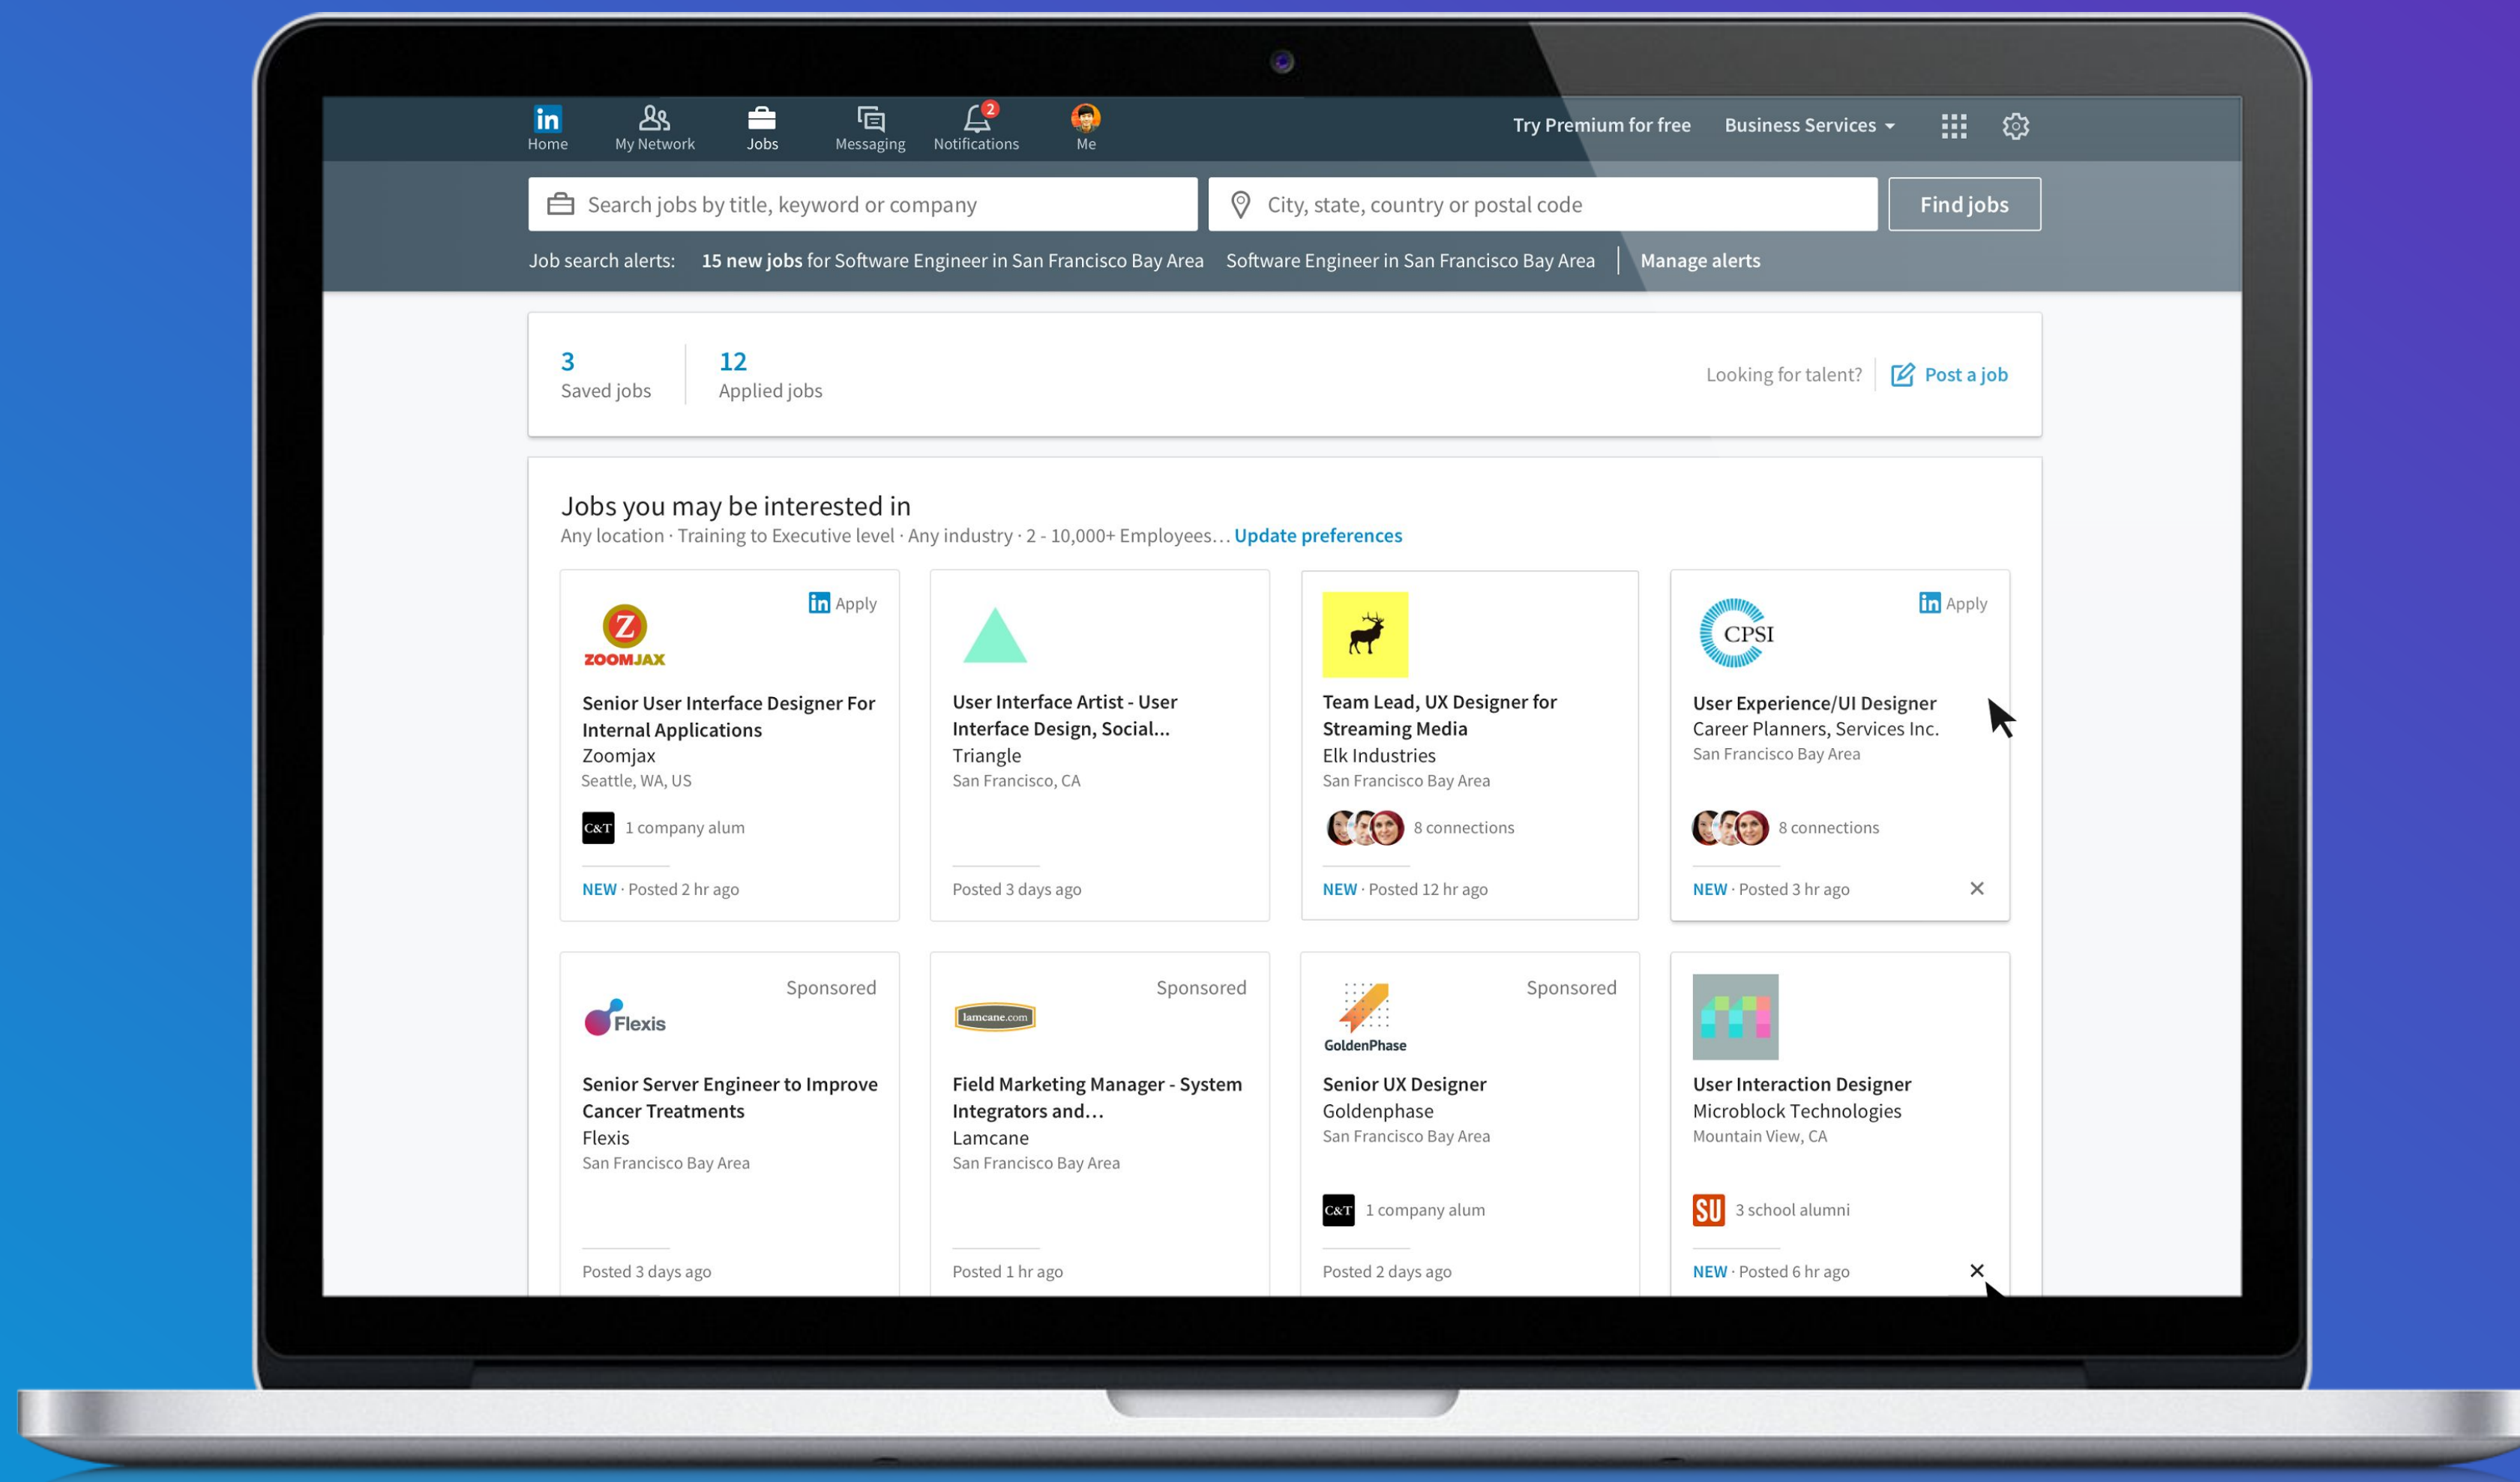 in
2
Home
My Network
Jobs
Messaging
Notifications
Me
Try Premium for free
Business Services
Search jobs by title, keyword or company
City, state, country or postal code
Find jobs
Job search alerts:
15 new jobs for Software Engineer in San Francisco Bay Area
Software Engineer in San Francisco Bay Area
Manage alerts
3
Saved jobs
12
Applied jobs
Looking for talent?
Post a job
Jobs you may be interested in
Any location · Training to Executive level · Any industry · 2 - 10,000+ Employees... Update preferences
in Apply
Z
ZOOMJAX
Senior User Interface Designer For
Internal Applications
Zoomjax
Seattle, WA, US
C&T
1 company alum
NEW · Posted 2 hr ago
User Interface Artist - User
Interface Design, Social...
Triangle
San Francisco, CA
Posted 3 days ago
Team Lead, UX Designer for
Streaming Media
Elk Industries
San Francisco Bay Area
8 connections
NEW · Posted 12 hr ago
in Apply
CPSI
User Experience/UI Designer
Career Planners, Services Inc.
San Francisco Bay Area
8 connections
NEW · Posted 3 hr ago
Sponsored
Flexis
Senior Server Engineer to Improve
Cancer Treatments
Flexis
San Francisco Bay Area
Posted 3 days ago
Sponsored
lamcane.com
Field Marketing Manager - System
Integrators and...
Lamcane
San Francisco Bay Area
Posted 1 hr ago
Sponsored
GoldenPhase
Senior UX Designer
Goldenphase
San Francisco Bay Area
C&T
1 company alum
Posted 2 days ago
m
User Interaction Designer
Microblock Technologies
Mountain View, CA
SU
3 school alumni
NEW · Posted 6 hr ago